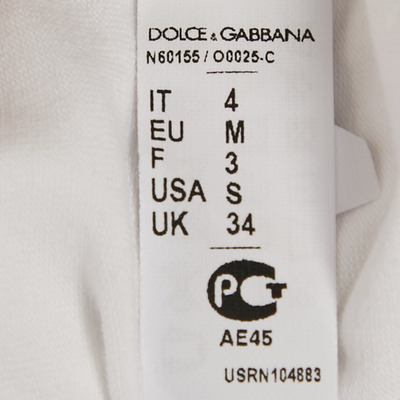 DOLCE & GABBANA
N60155 / O0025-C
IT 4
EU M
F 3
USA S
UK 34
PCT
AE45
USRN104883